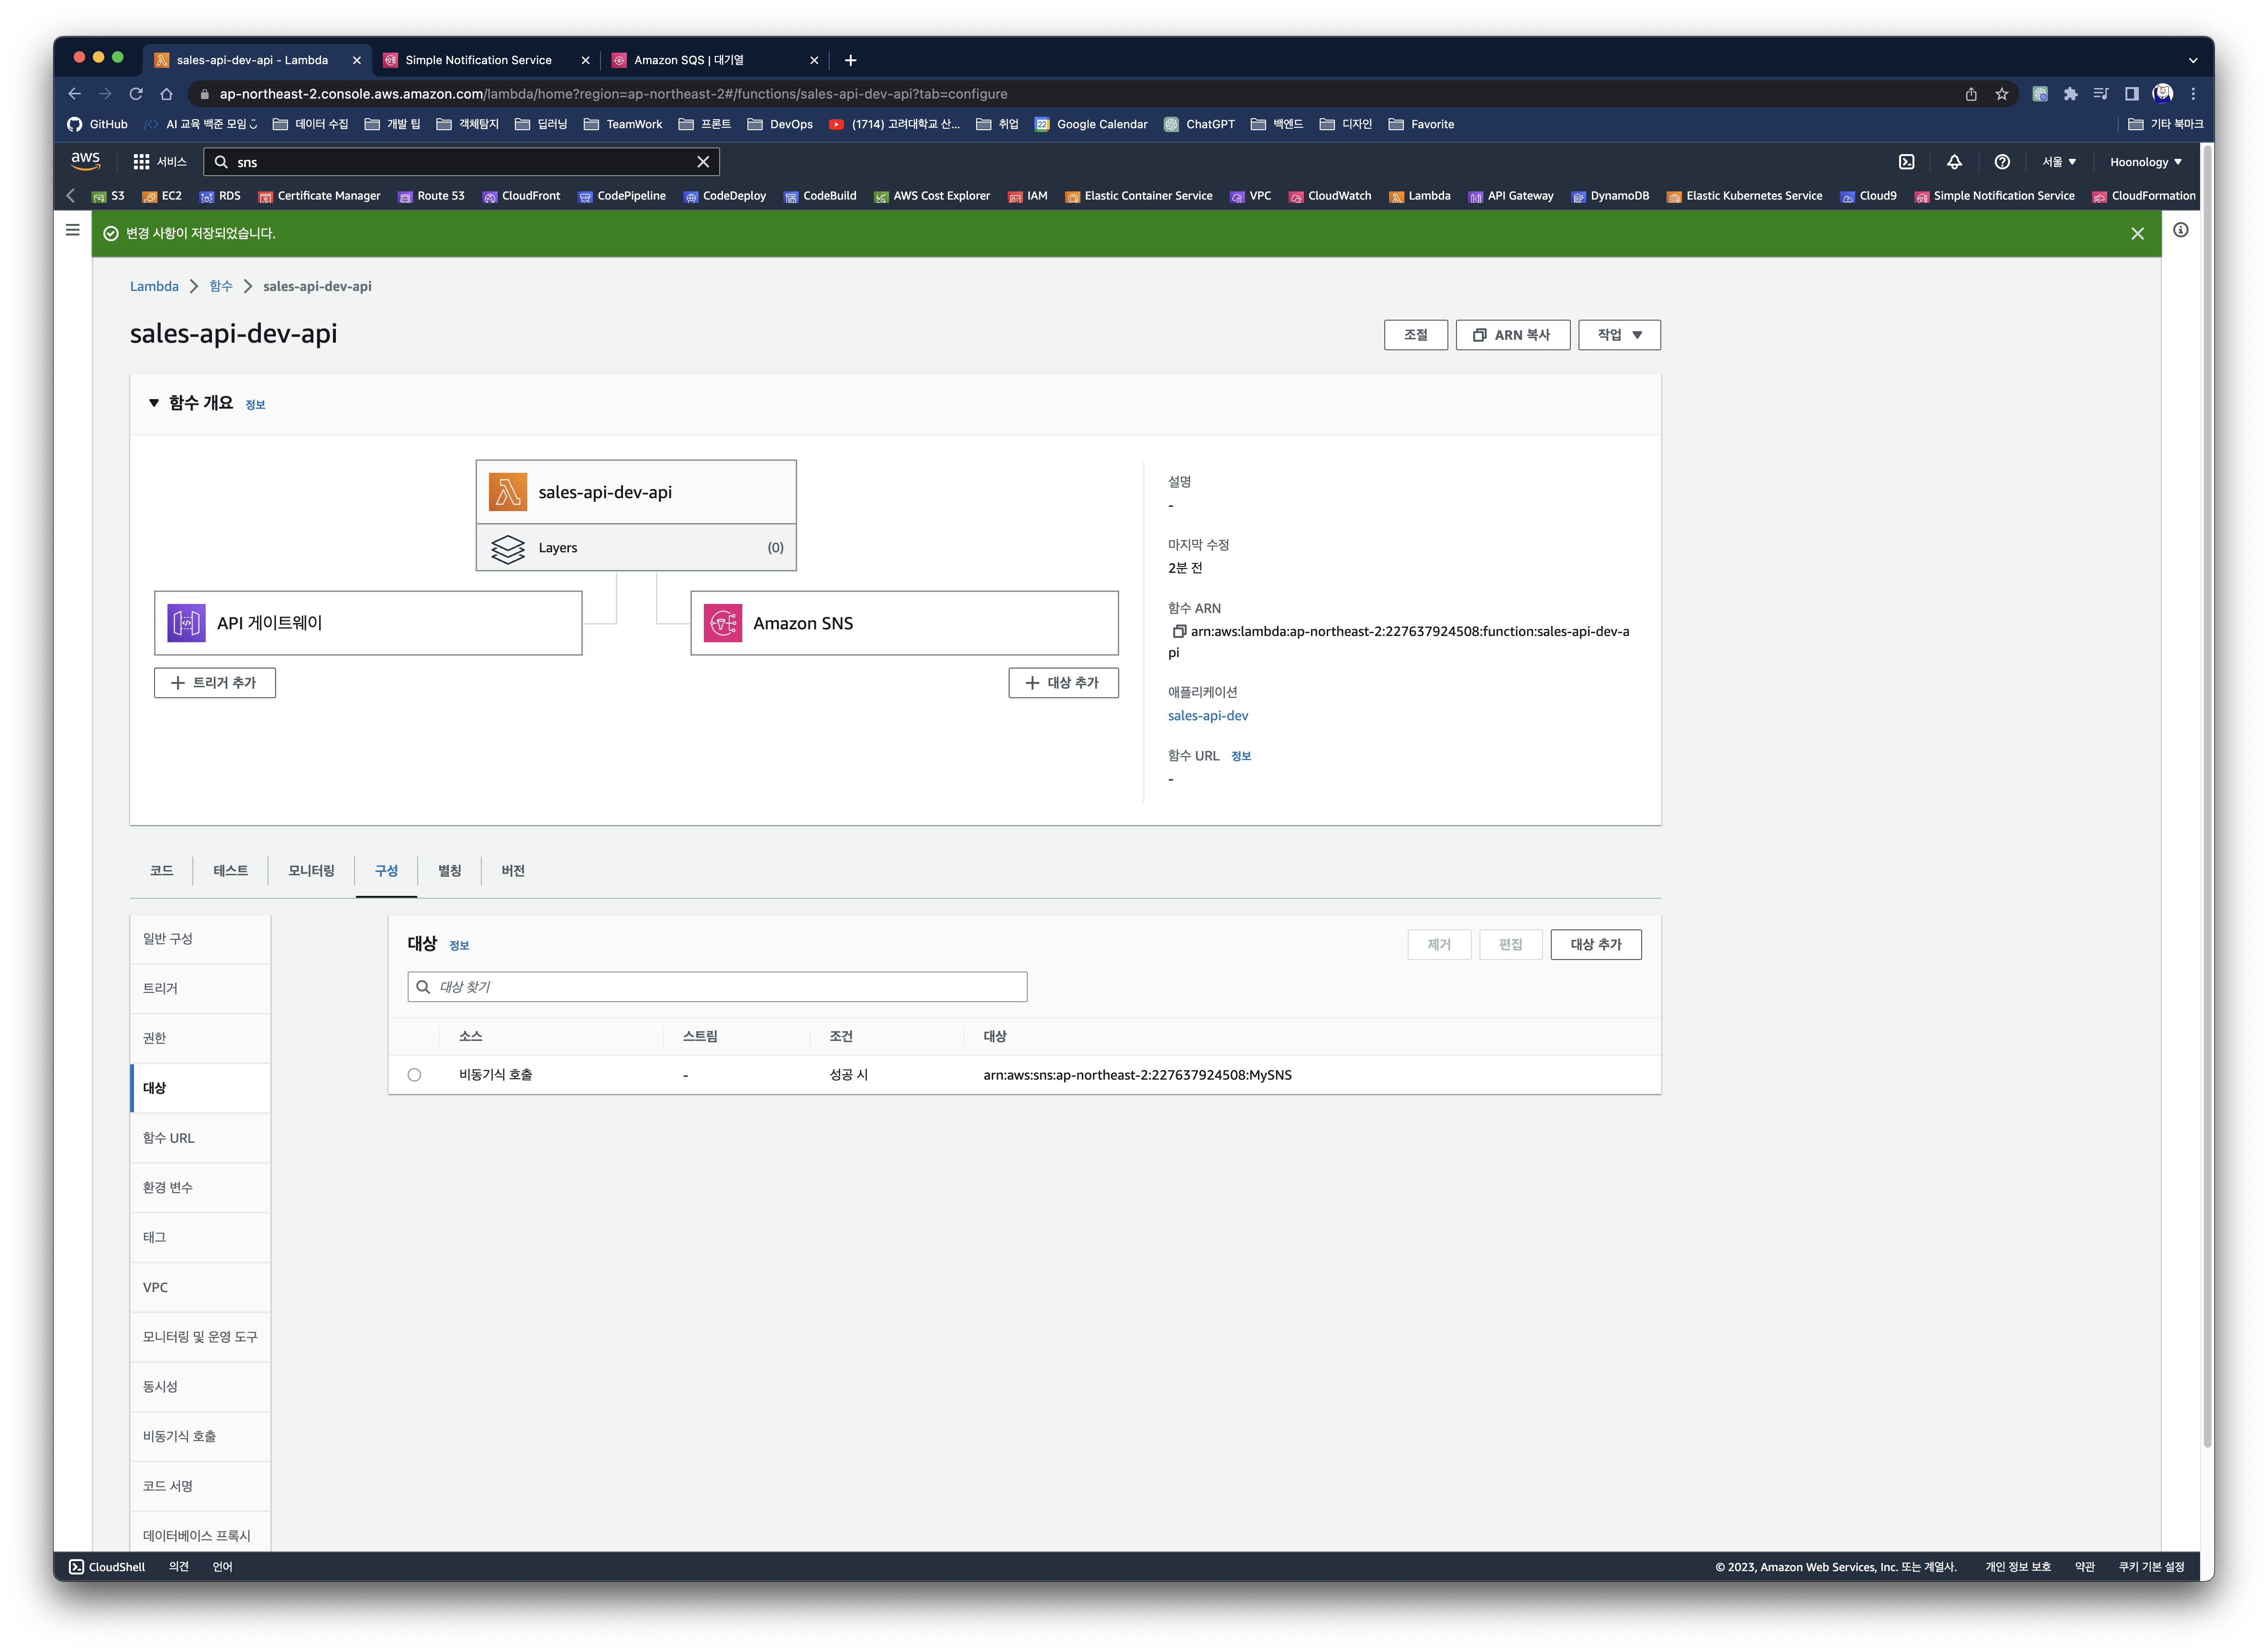 sales-api-dev-api - Lambda
Simple Notification Service
Amazon SQS | 대기열
ap-northeast-2.console.aws.amazon.com/lambda/home?region=ap-northeast-2#/functions/sales-api-dev-api?tab=configure
GitHub
AI 교육 백준 모임
데이터 수집
개발 팁
객체탐지
딥러닝
TeamWork
프론트
DevOps
(1714) 고려대학교 산...
취업
22
Google Calendar
ChatGPT
백엔드
디자인
Favorite
기타 북마크
aws
서비스
sns
서울
Hoonology
S3
EC2
RDS
Certificate Manager
Route 53
CloudFront
CodePipeline
CodeDeploy
CodeBuild
AWS Cost Explorer
IAM
Elastic Container Service
VPC
CloudWatch
Lambda
API Gateway
DynamoDB
Elastic Kubernetes Service
Cloud9
Simple Notification Service
CloudFormation
변경 사항이 저장되었습니다.
Lambda
함수
sales-api-dev-api
sales-api-dev-api
조절
ARN 복사
작업
함수 개요 정보
sales-api-dev-api
Layers (0)
API 게이트웨이
Amazon SNS
트리거 추가
대상 추가
설명
-
마지막 수정
2분 전
함수 ARN
arn:aws:lambda:ap-northeast-2:227637924508:function:sales-api-dev-a
pi
애플리케이션
sales-api-dev
함수 URL 정보
-
코드
테스트
모니터링
구성
별칭
버전
일반 구성
트리거
권한
대상
함수 URL
환경 변수
태그
VPC
모니터링 및 운영 도구
동시성
비동기식 호출
코드 서명
데이터베이스 프록시
대상 정보
제거
편집
대상 추가
대상 찾기
소스 스트림 조건 대상
비동기식 호출 - 성공 시 arn:aws:sns:ap-northeast-2:227637924508:MySNS
CloudShell
의견
언어
© 2023, Amazon Web Services, Inc. 또는 계열사.
개인 정보 보호
약관
쿠키 기본 설정